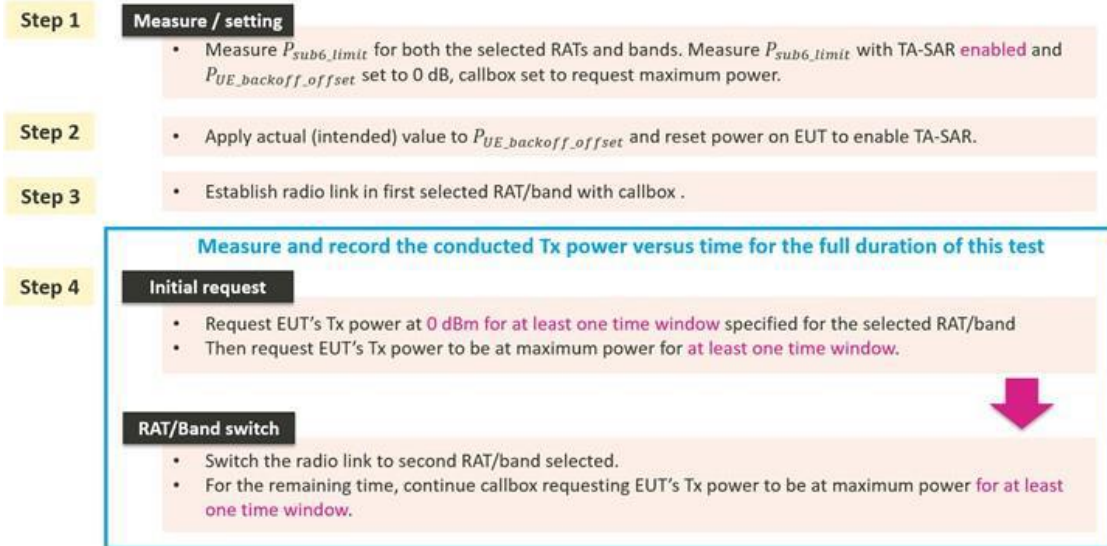 Step 1
Measure / setting
• Measure P_sub6_limit for both the selected RATs and bands. Measure P_sub6_limit with TA-SAR enabled and
P_UE_backoff_offset set to 0 dB, callbox set to request maximum power.
Step 2
• Apply actual (intended) value to P_UE_backoff_offset and reset power on EUT to enable TA-SAR.
Step 3
• Establish radio link in first selected RAT/band with callbox .
Measure and record the conducted Tx power versus time for the full duration of this test
Step 4
Initial request
• Request EUT's Tx power at 0 dBm for at least one time window specified for the selected RAT/band
• Then request EUT's Tx power to be at maximum power for at least one time window.
RAT/Band switch
• Switch the radio link to second RAT/band selected.
• For the remaining time, continue callbox requesting EUT's Tx power to be at maximum power for at least
one time window.